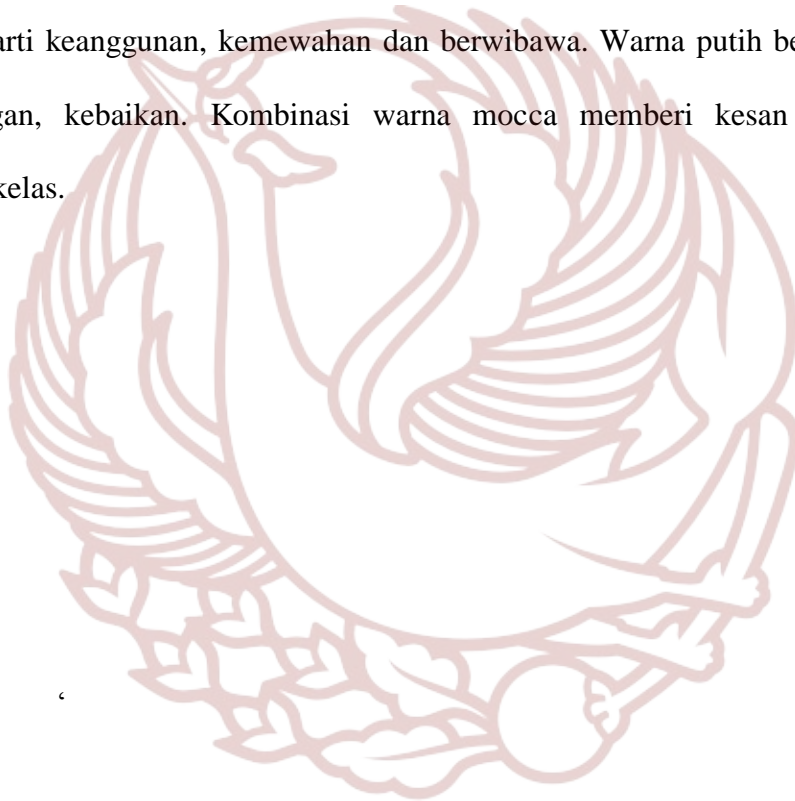 arti keanggunan, kemewahan dan berwibawa. Warna putih be
gan, kebaikan. Kombinasi warna mocca memberi kesan
kelas.
‘